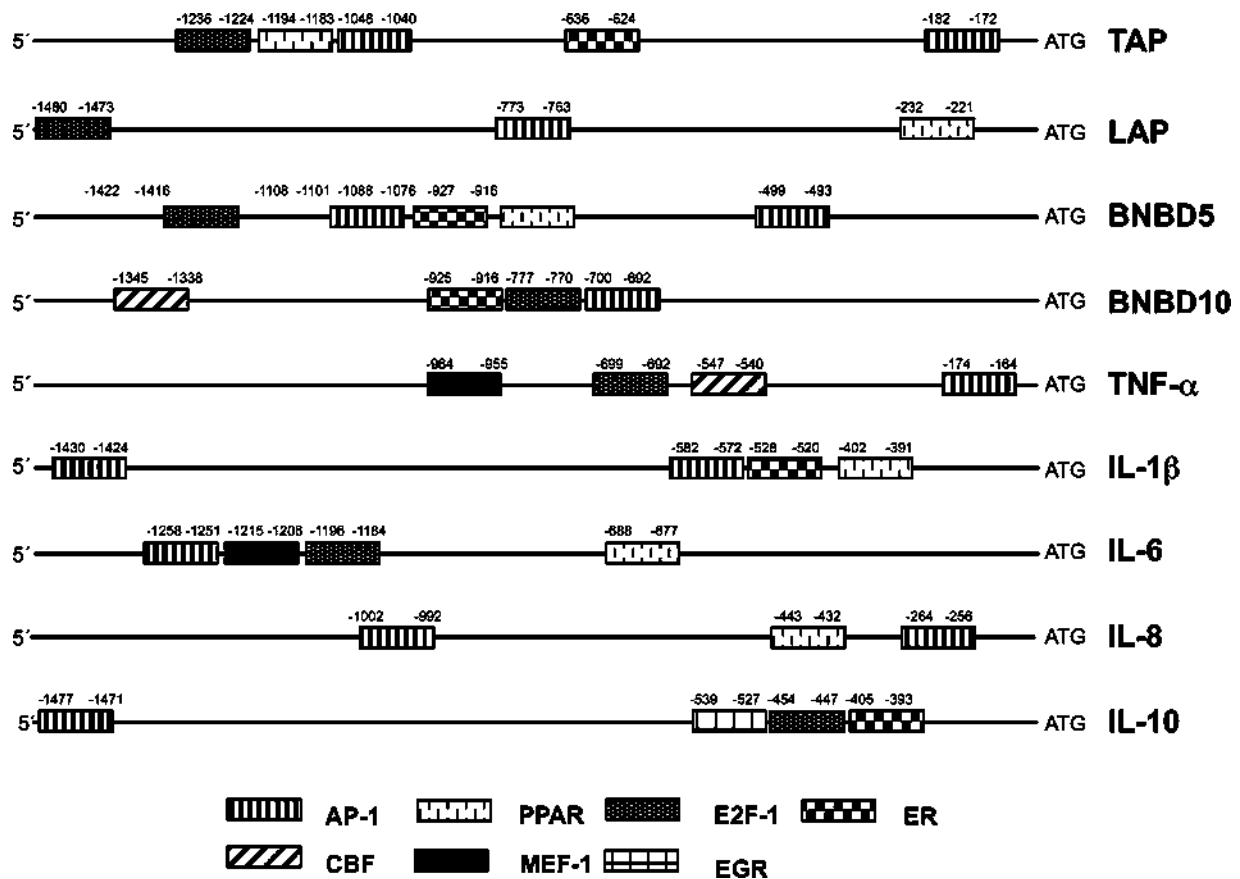 -1236 -1224 -1194 -1183 -1046 -1040 -636 -624 -182 -172
5´ ATG TAP
-1480 -1473 -773 -763 -232 -221
5´ ATG LAP
-1422 -1416 -1108 -1101 -1088 -1076 -927 -916 -499 -493
5´ ATG BNBD5
-1345 -1338 -925 -916 -777 -770 -700 -692
5´ ATG BNBD10
-964 -955 -699 -692 -547 -540 -174 -164
5´ ATG TNF-α
-1430 -1424 -582 -572 -528 -520 -402 -391
5´ ATG IL-1β
-1258 -1251 -1215 -1208 -1196 -1184 -688 -677
5´ ATG IL-6
-1002 -992 -443 -432 -264 -256
5´ ATG IL-8
-1477 -1471 -539 -527 -454 -447 -405 -393
5´ ATG IL-10
AP-1 PPAR E2F-1 ER
CBF MEF-1 EGR